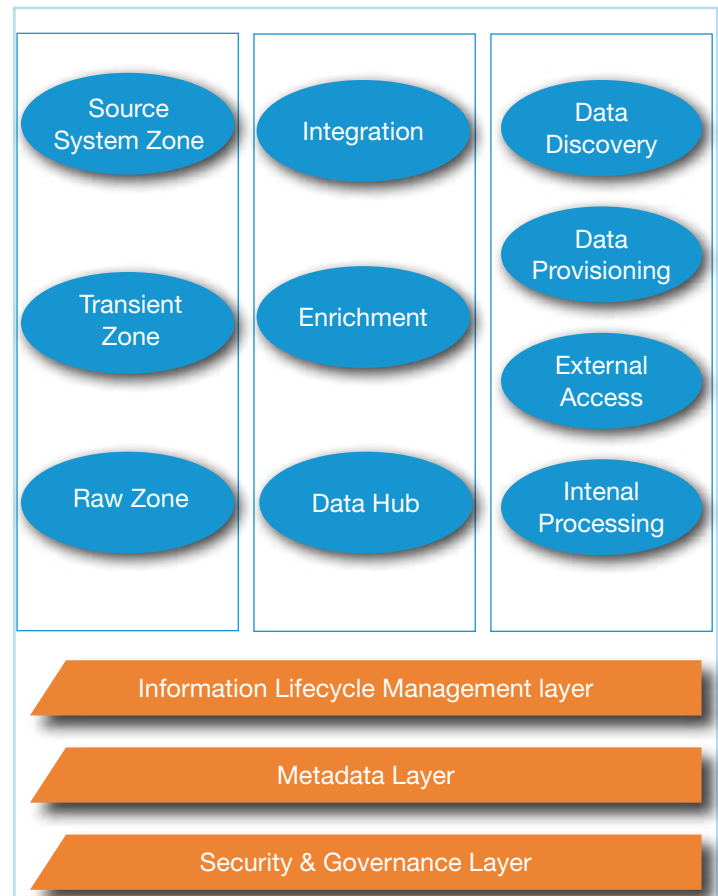 Source
System Zone
Transient
Zone
Raw Zone
Integration
Enrichment
Data Hub
Data
Discovery
Data
Provisioning
External
Access
Intenal
Processing
Information Lifecycle Management layer
Metadata Layer
Security & Governance Layer